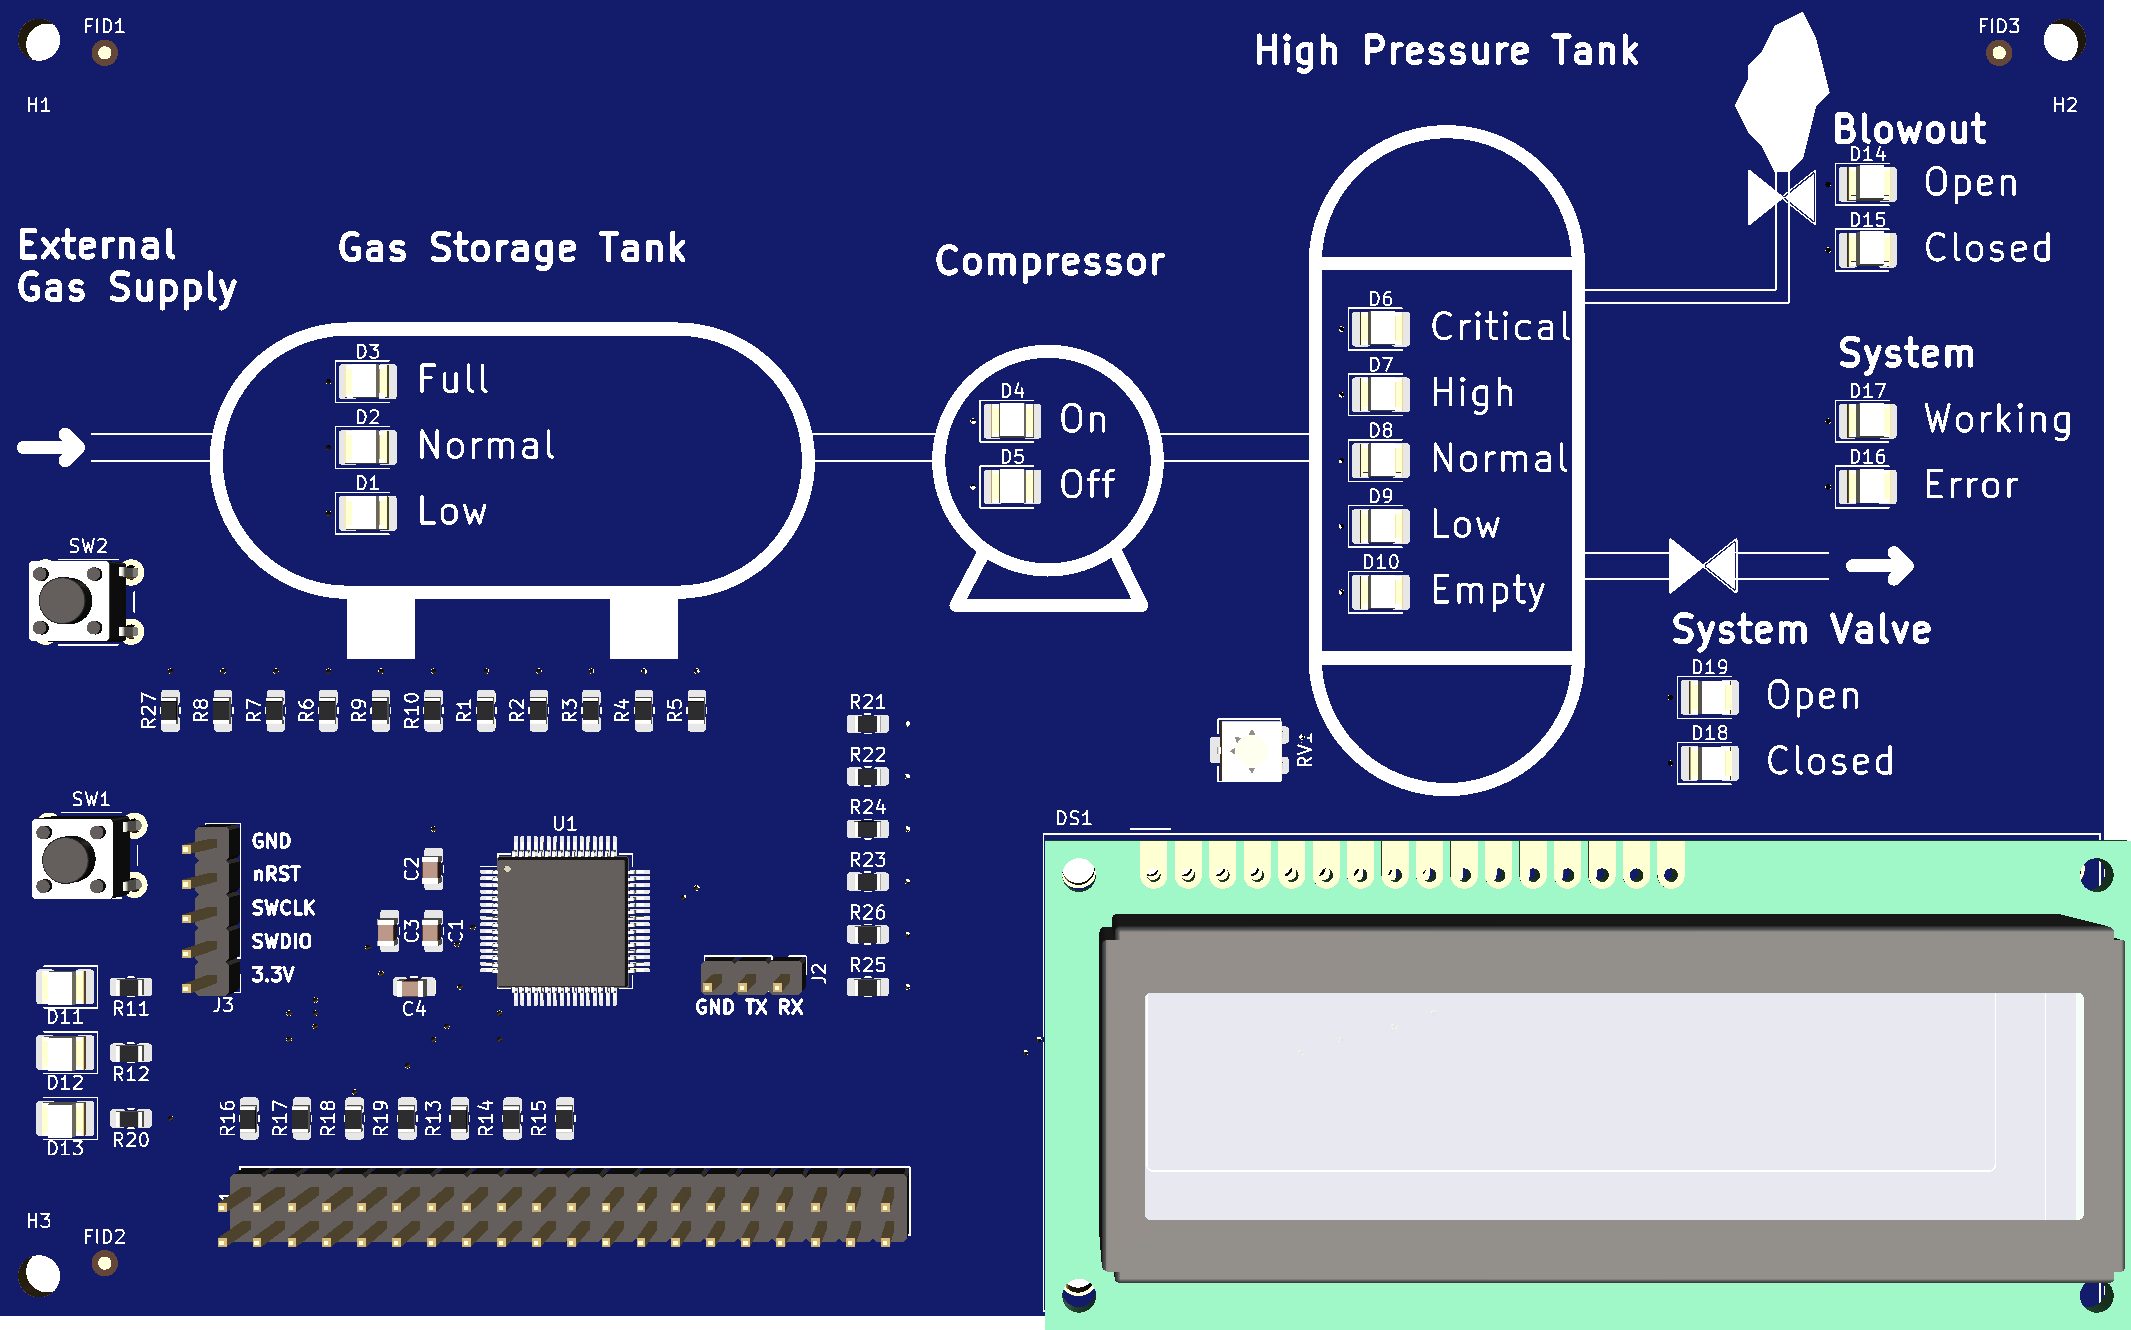 FID1
FID3
High Pressure Tank
H1
H2
Blowout
D14
Open
D15
Closed
External
Gas Supply
Gas Storage Tank
Compressor
D6
Critical
D7
High
D8
Normal
D9
Low
D10
Empty
System
D17
Working
D16
Error
D3
Full
D2
Normal
D1
Low
D4
On
D5
Off
SW2
System Valve
D19
Open
D18
Closed
R27
R8
R7
R6
R9
R10
R1
R2
R3
R4
R5
R21
R22
R24
R23
R26
R25
RV1
SW1
DS1
U1
GND
nRST
SWCLK
SWDIO
3.3V
J3
C2
C3
C1
C4
J2
GND TX RX
D11
R11
D12
R12
D13
R20
R16
R17
R18
R19
R13
R14
R15
H3
FID2